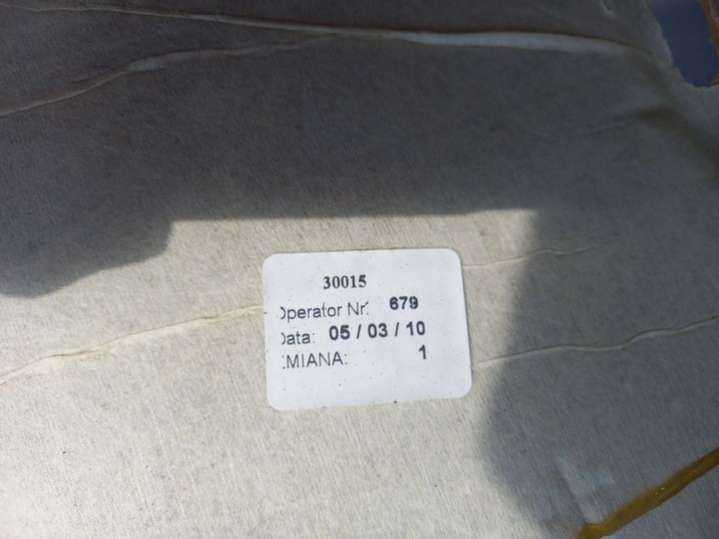 30015
Operator Nr: 679
Data: 05 / 03 / 10
ZMIANA: 1